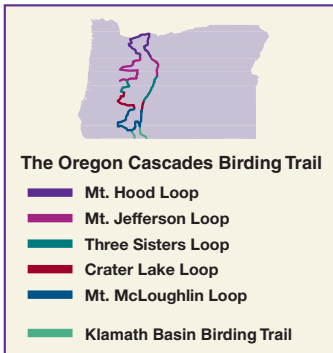 The Oregon Cascades Birding Trail
Mt. Hood Loop
Mt. Jefferson Loop
Three Sisters Loop
Crater Lake Loop
Mt. McLoughlin Loop
Klamath Basin Birding Trail